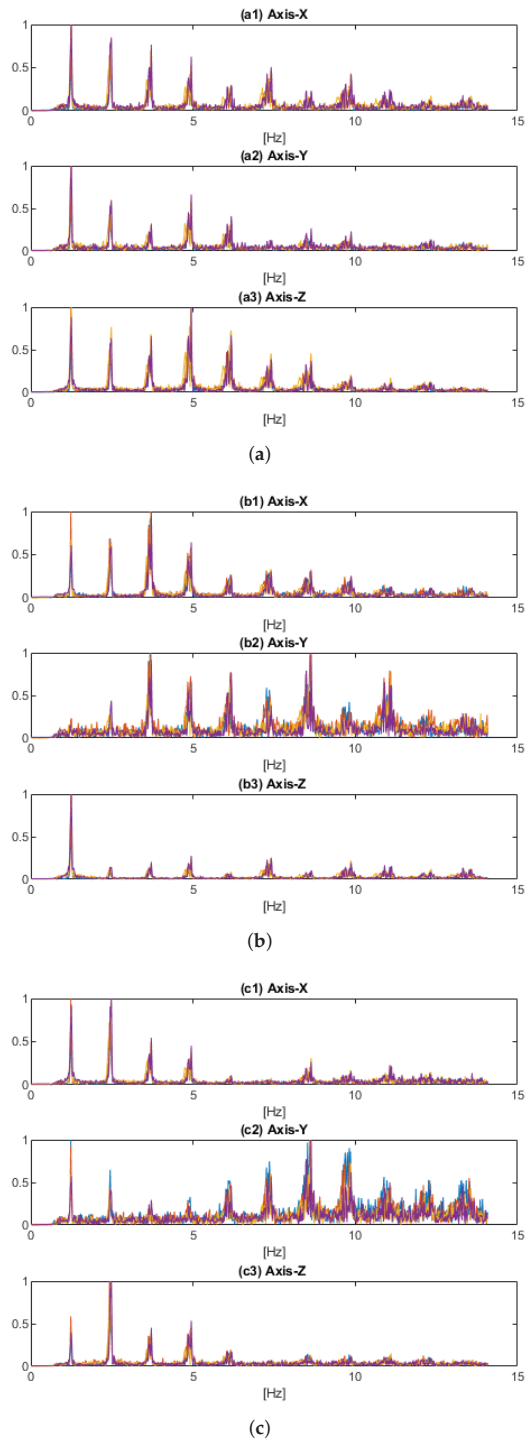 (a1) Axis-X
1
0.5
0
0 5 10 15
[Hz]
(a2) Axis-Y
1
0.5
0
0 5 10 15
[Hz]
(a3) Axis-Z
1
0.5
0
0 5 10 15
[Hz]
(a)
(b1) Axis-X
1
0.5
0
0 5 10 15
[Hz]
(b2) Axis-Y
1
0.5
0
0 5 10 15
[Hz]
(b3) Axis-Z
1
0.5
0
0 5 10 15
[Hz]
(b)
(c1) Axis-X
1
0.5
0
0 5 10 15
[Hz]
(c2) Axis-Y
1
0.5
0
0 5 10 15
[Hz]
(c3) Axis-Z
1
0.5
0
0 5 10 15
[Hz]
(c)